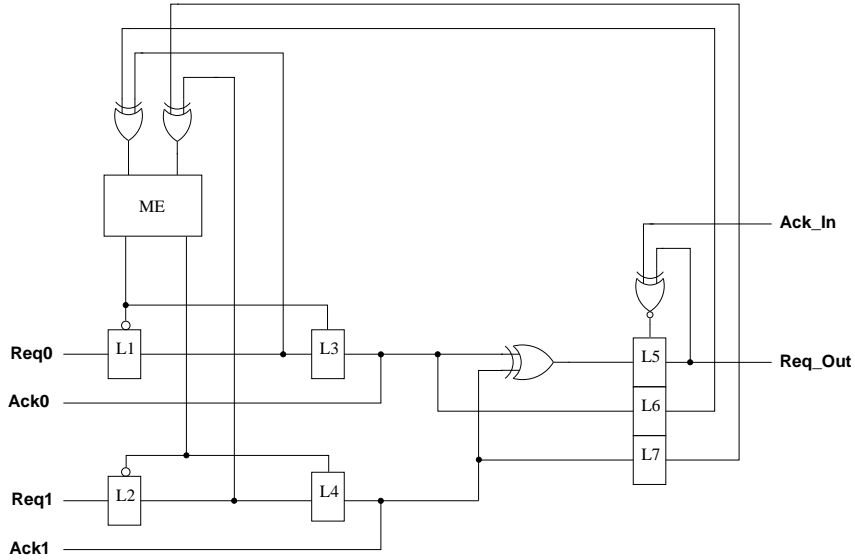 ME
Ack_In
Req0
L1
L3
L5
Req_Out
Ack0
L6
L7
Req1
L2
L4
Ack1